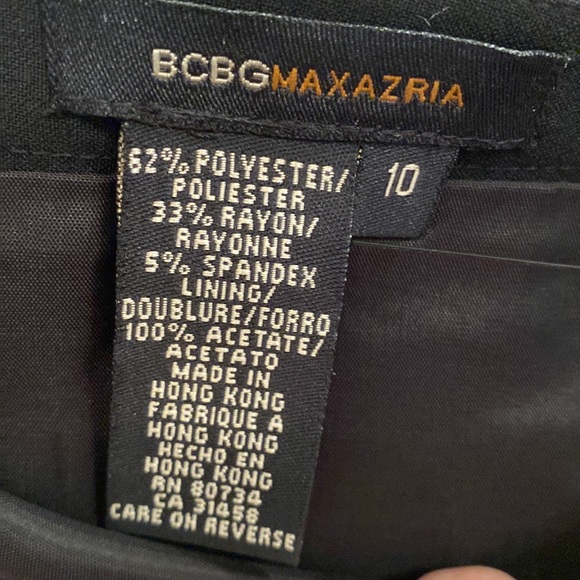 BCBGMAXAZRIA
10
62% POLYESTER/
POLIESTER
33% RAYON/
RAYONNE
5% SPANDEX
LINING/
DOUBLURE/FORRO
100% ACETATE/
ACETATO
MADE IN
HONG KONG
FABRIQUE A
HONG KONG
HECHO EN
HONG KONG
RN 80734
CA 31458
CARE ON REVERSE